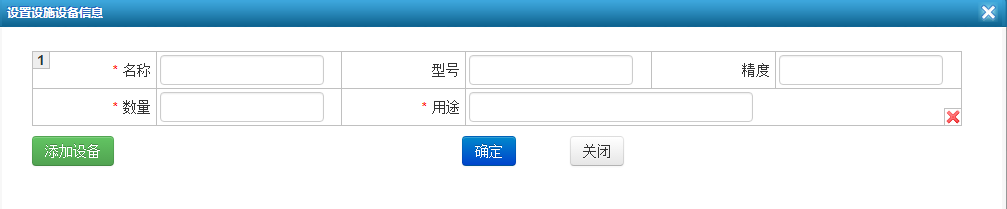 设置设施设备信息
1
* 名称 型号 精度
* 数量 * 用途
添加设备 确定 关闭